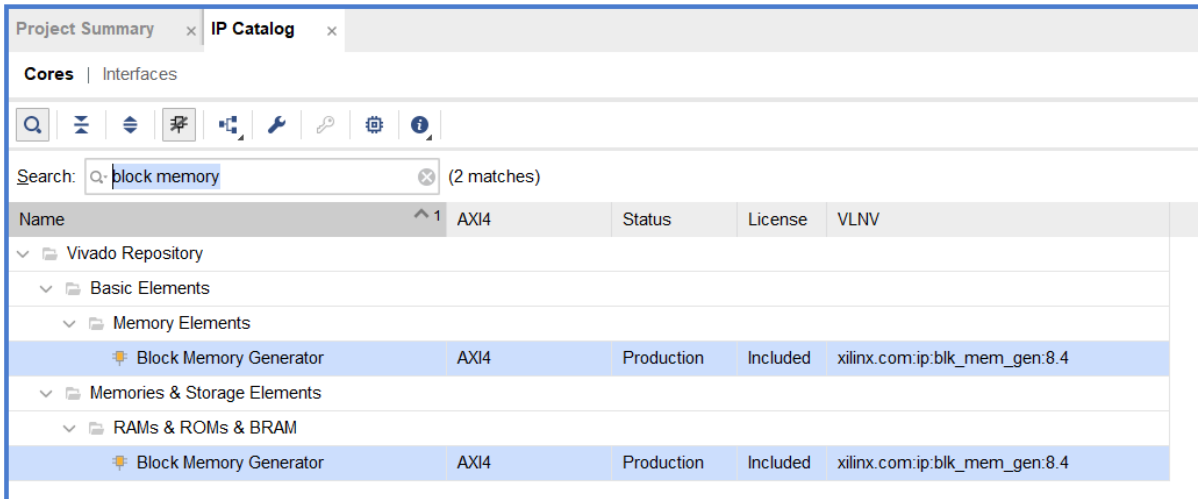 Project Summary × IP Catalog ×
Cores | Interfaces
Search: block memory (2 matches)
Name 1 AXI4 Status License VLNV
Vivado Repository
Basic Elements
Memory Elements
Block Memory Generator AXI4 Production Included xilinx.com:ip:blk_mem_gen:8.4
Memories & Storage Elements
RAMs & ROMs & BRAM
Block Memory Generator AXI4 Production Included xilinx.com:ip:blk_mem_gen:8.4